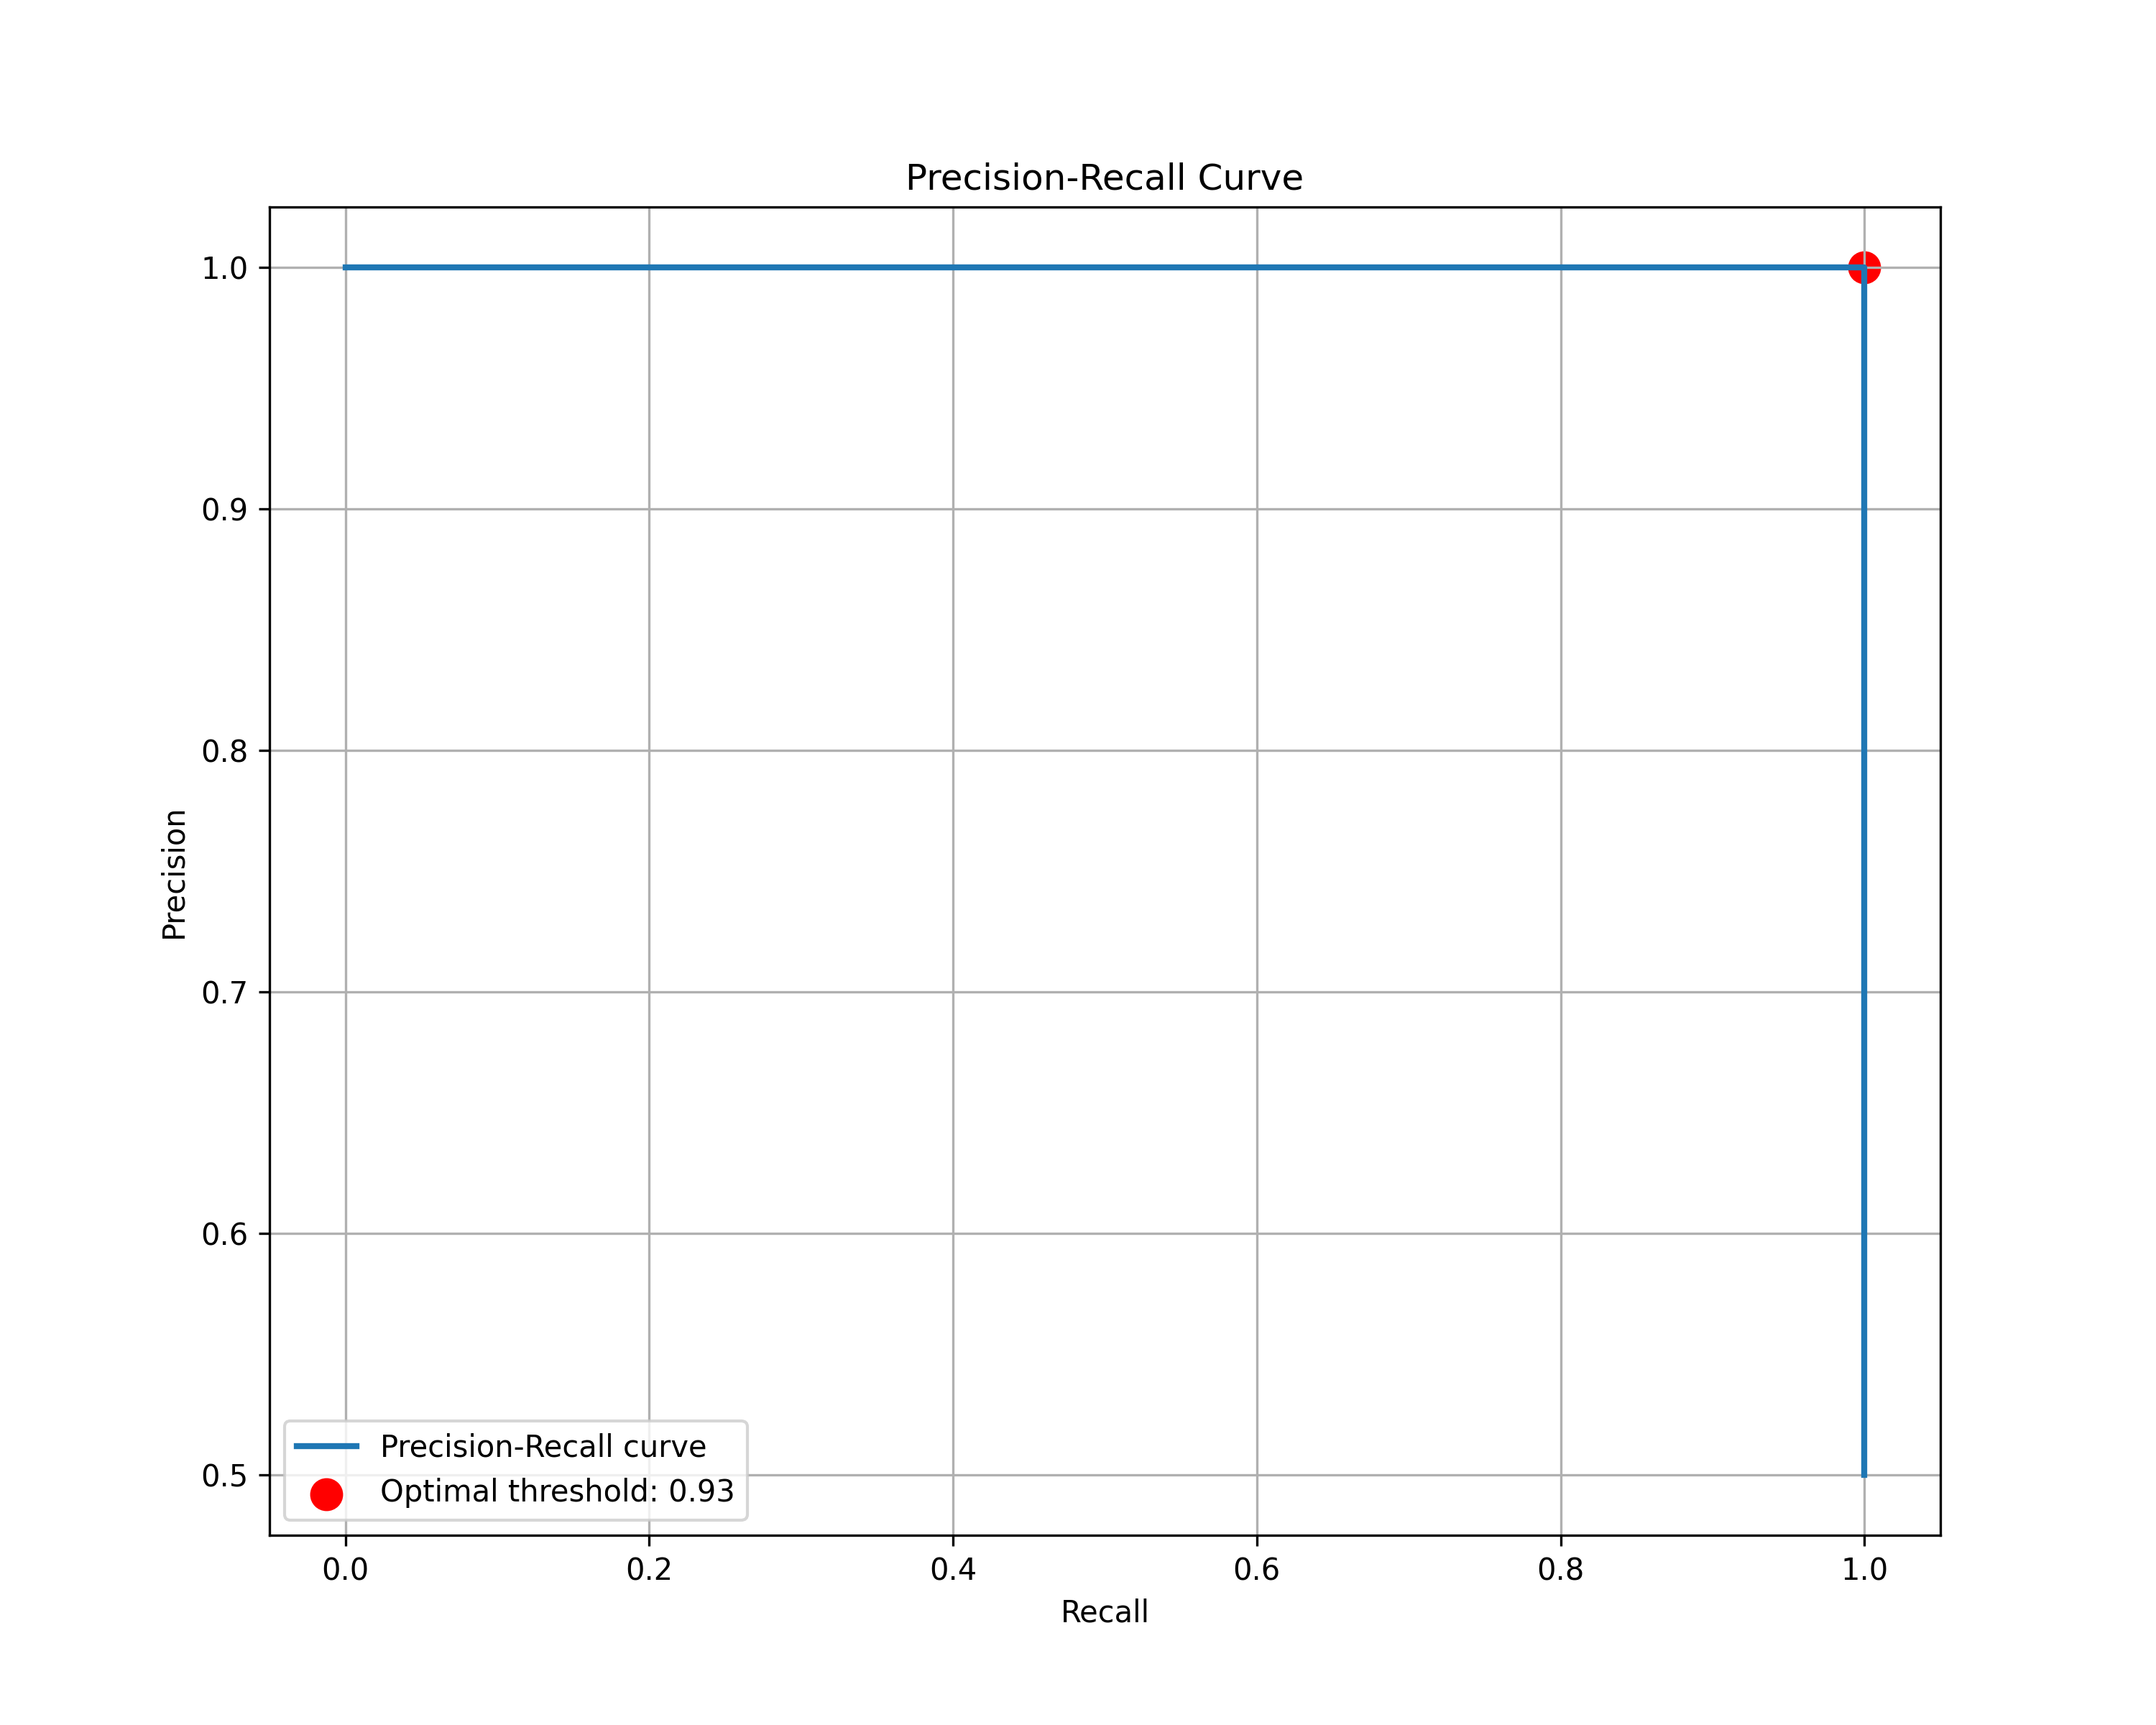 Precision-Recall Curve
1.0
0.9
0.8
0.7
0.6
0.5
Precision
Precision-Recall curve
Optimal threshold: 0.93
0.0 0.2 0.4 0.6 0.8 1.0
Recall